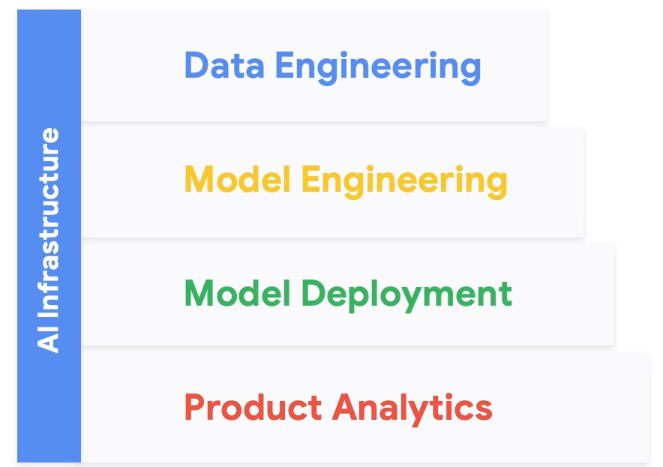 AI Infrastructure
Data Engineering
Model Engineering
Model Deployment
Product Analytics